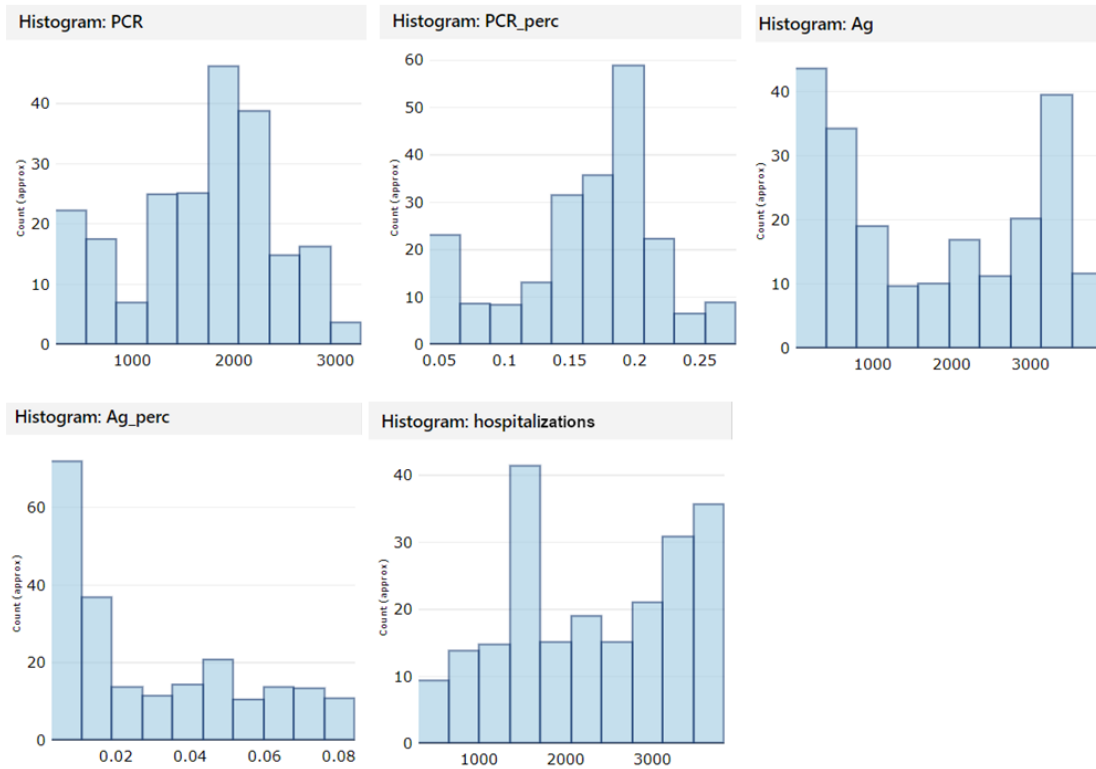 Histogram: PCR
Count (approx)
40
30
20
10
0
1000 2000 3000
Histogram: PCR_perc
Count (approx)
60
50
40
30
20
10
0
0.05 0.1 0.15 0.2 0.25
Histogram: Ag
Count (approx)
40
30
20
10
0
1000 2000 3000
Histogram: Ag_perc
Count (approx)
60
40
20
0
0.02 0.04 0.06 0.08
Histogram: hospitalizations
Count (approx)
40
30
20
10
0
1000 2000 3000